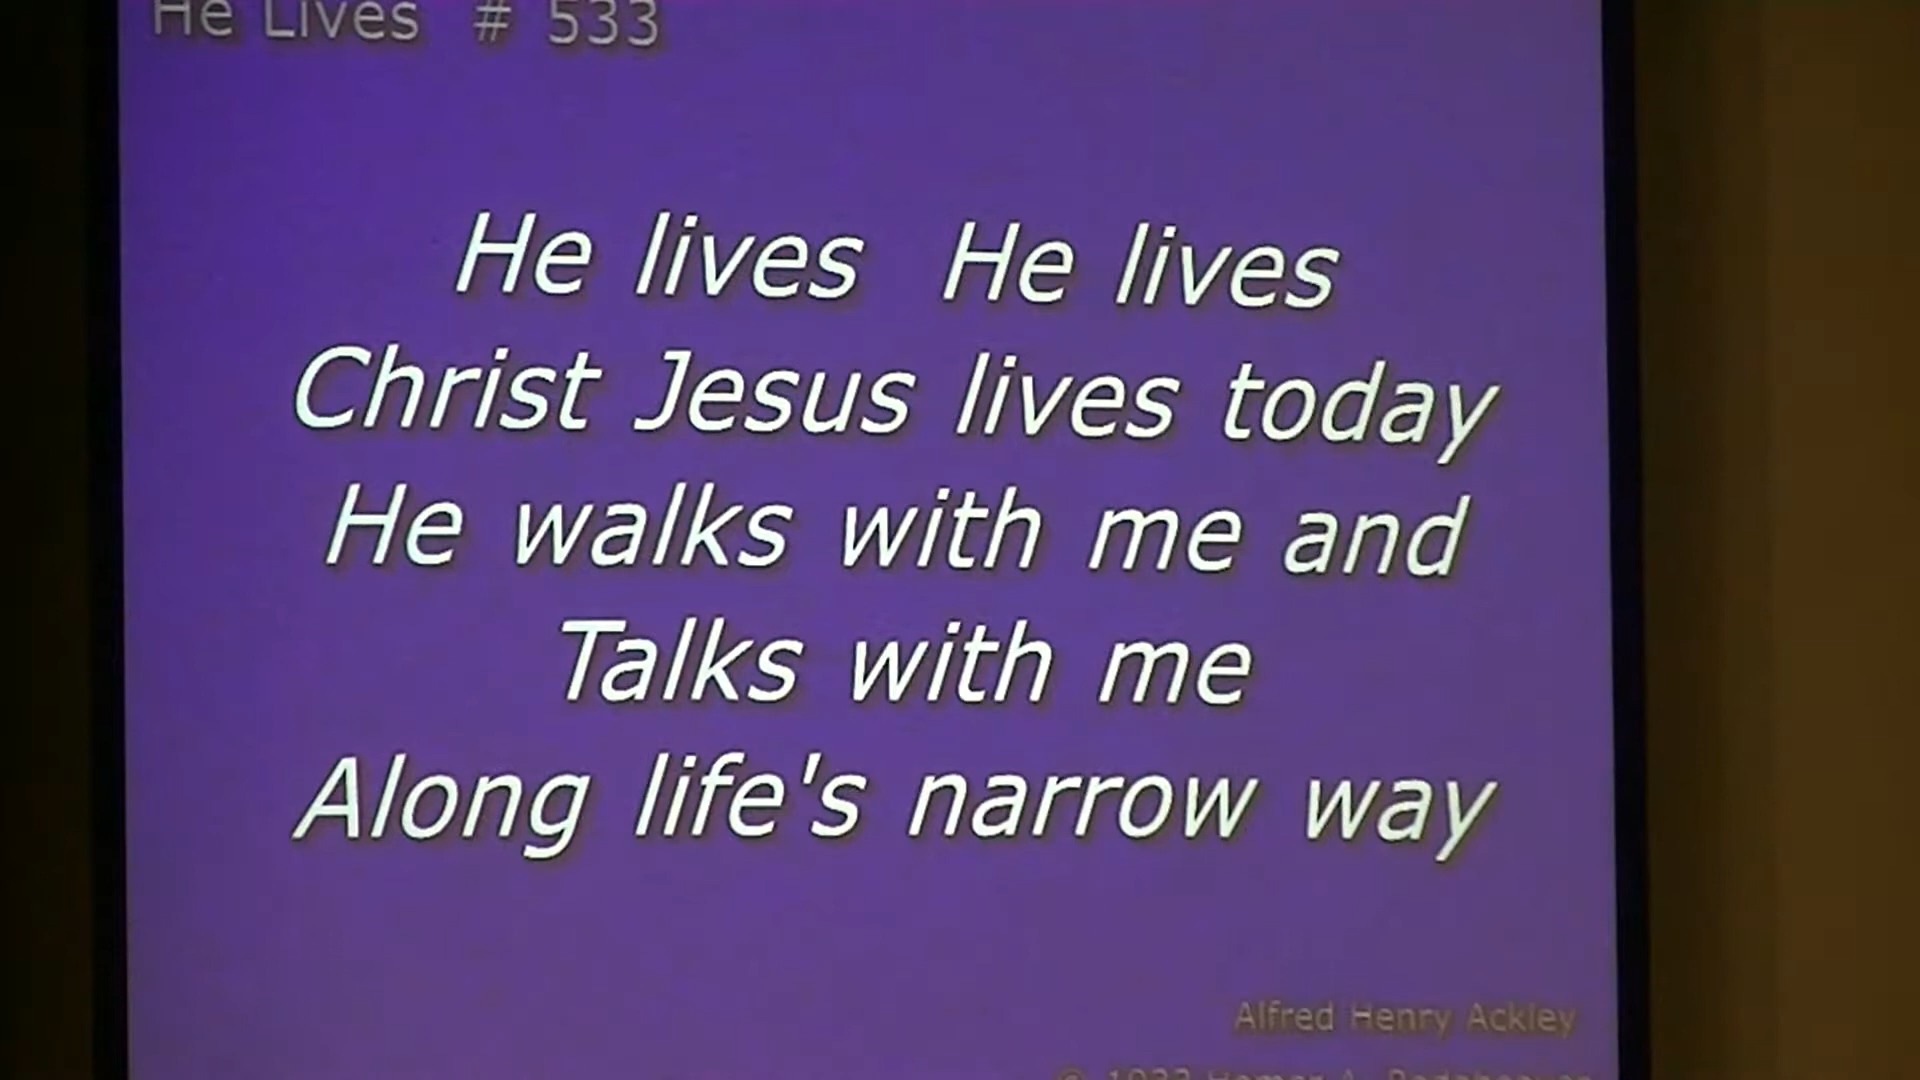 He Lives # 533
He lives He lives
Christ Jesus lives today
He walks with me and
Talks with me
Along life's narrow way
Alfred Henry Ackley